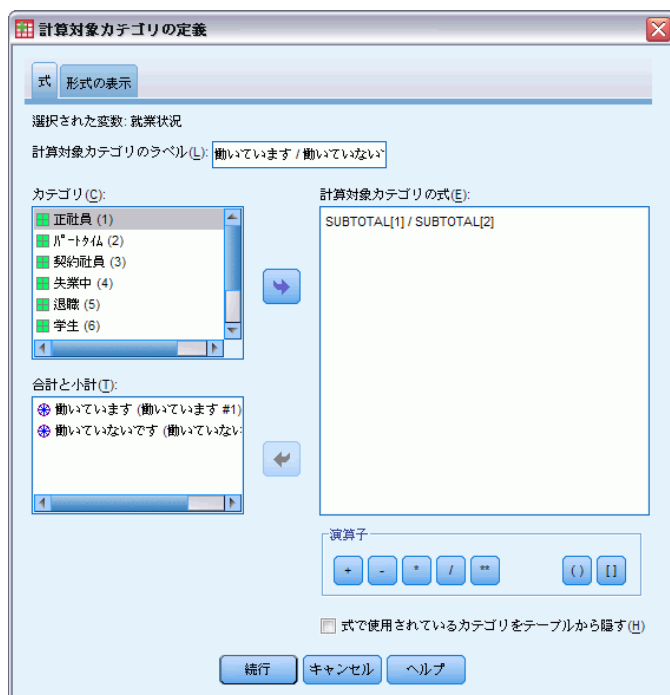 計算対象カテゴリの定義
式 形式の表示
選択された変数: 就業状況
計算対象カテゴリのラベル(L): 働いています / 働いていない
カテゴリ(C):
正社員 (1)
パートタイム (2)
契約社員 (3)
失業中 (4)
退職 (5)
学生 (6)
合計と小計(T):
働いています (働いています #1)
働いていないです (働いていない
計算対象カテゴリの式(E):
SUBTOTAL[1] / SUBTOTAL[2]
演算子
+ - * / ** ( ) [ ]
式で使用されているカテゴリをテーブルから隠す(H)
続行 キャンセル ヘルプ